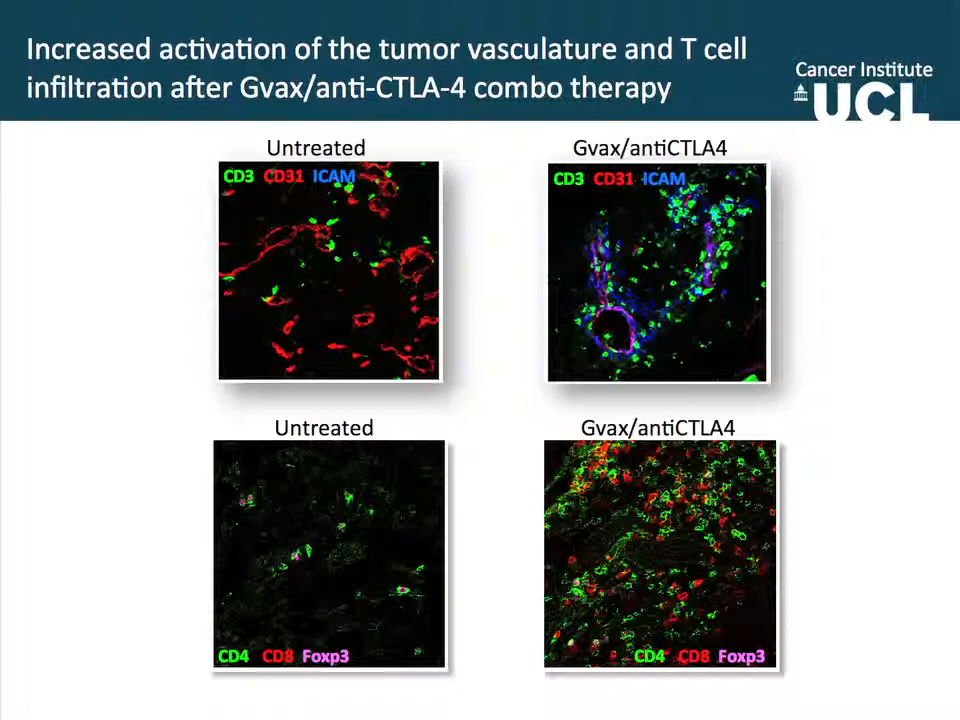 Increased activation of the tumor vasculature and T cell
infiltration after Gvax/anti-CTLA-4 combo therapy
Cancer Institute
UCL
Untreated
Gvax/antiCTLA4
CD3 CD31 ICAM
CD3 CD31 ICAM
Untreated
Gvax/antiCTLA4
CD4 CD8 Foxp3
CD4 CD8 Foxp3